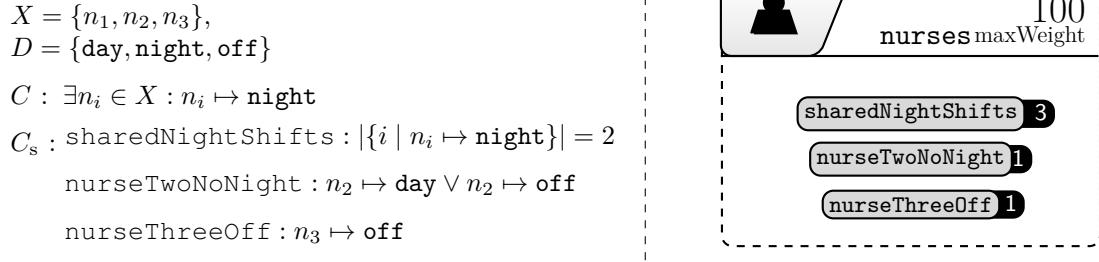 X = {n₁, n₂, n₃},
D = {day, night, off}
C : ∃nᵢ ∈ X : nᵢ ↦ night
Cₛ : sharedNightShifts : |{i | nᵢ ↦ night}| = 2
nurseTwoNoNight : n₂ ↦ day ∨ n₂ ↦ off
nurseThreeOff : n₃ ↦ off
100
nurses maxWeight
sharedNightShifts 3
nurseTwoNoNight 1
nurseThreeOff 1